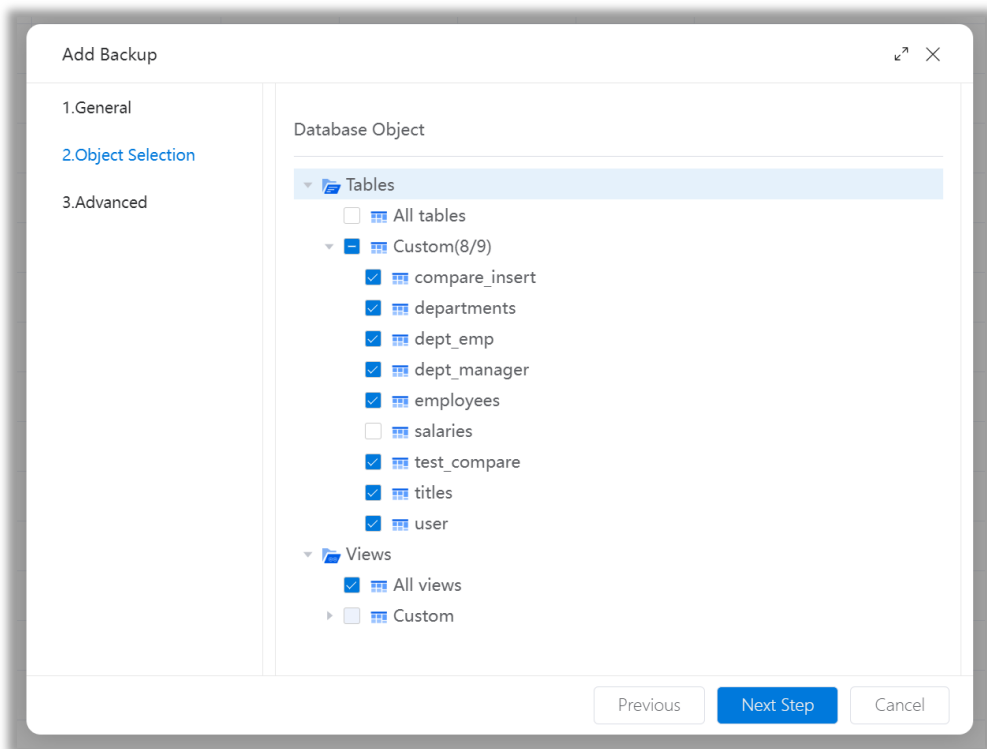 Add Backup
1.General
2.Object Selection
3.Advanced
Database Object
Tables
All tables
Custom(8/9)
compare_insert
departments
dept_emp
dept_manager
employees
salaries
test_compare
titles
user
Views
All views
Custom
Previous
Next Step
Cancel